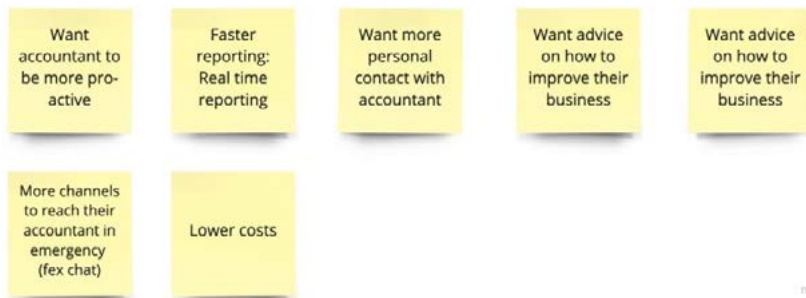 Want
accountant to
be more pro-
active
Faster
reporting:
Real time
reporting
Want more
personal
contact with
accountant
Want advice
on how to
improve their
business
Want advice
on how to
improve their
business
More channels
to reach their
accountant in
emergency
(fex chat)
Lower costs